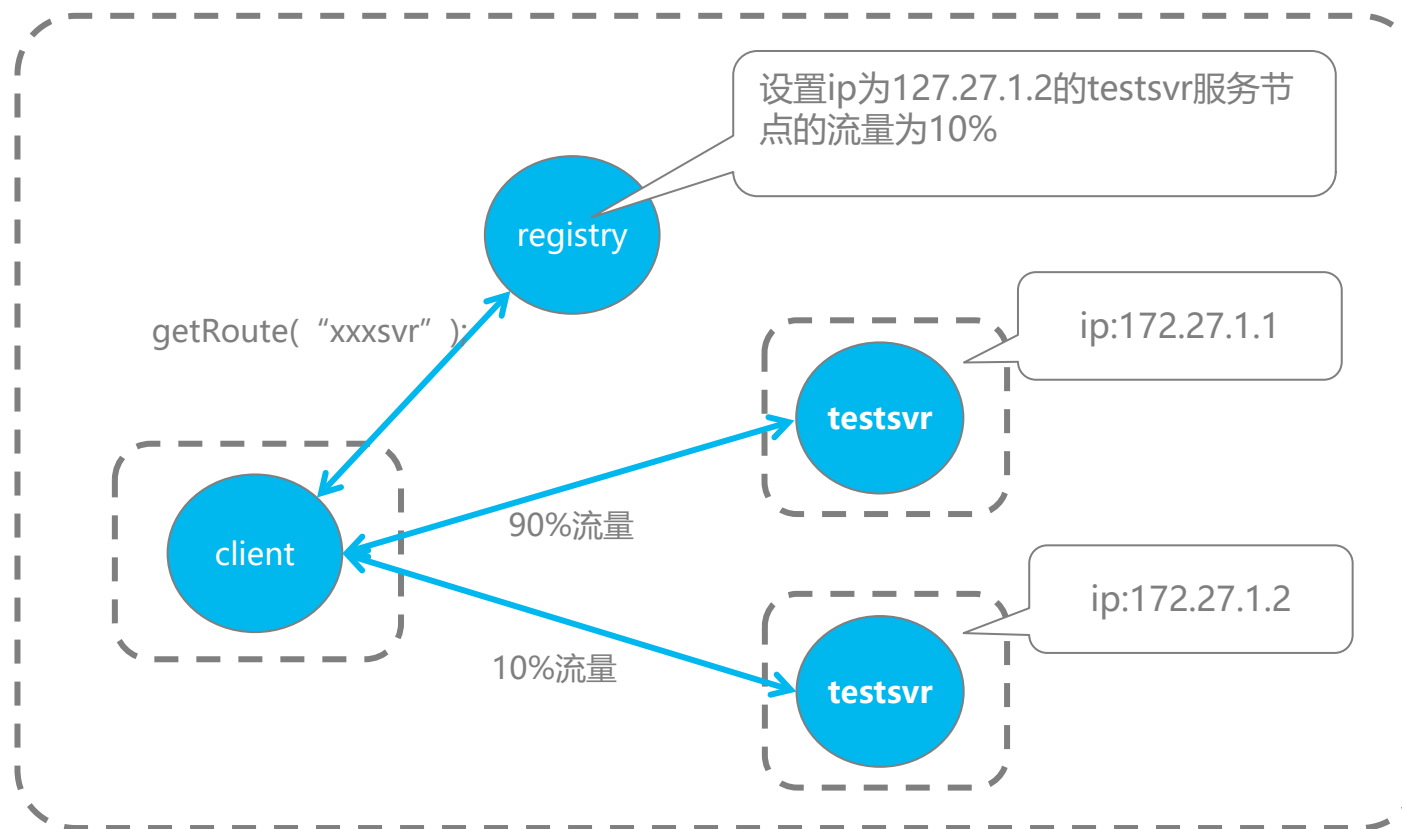 设置ip为127.27.1.2的testsvr服务节
点的流量为10%
registry
getRoute(“xxxsvr”);
ip:172.27.1.1
testsvr
90%流量
client
ip:172.27.1.2
10%流量
testsvr